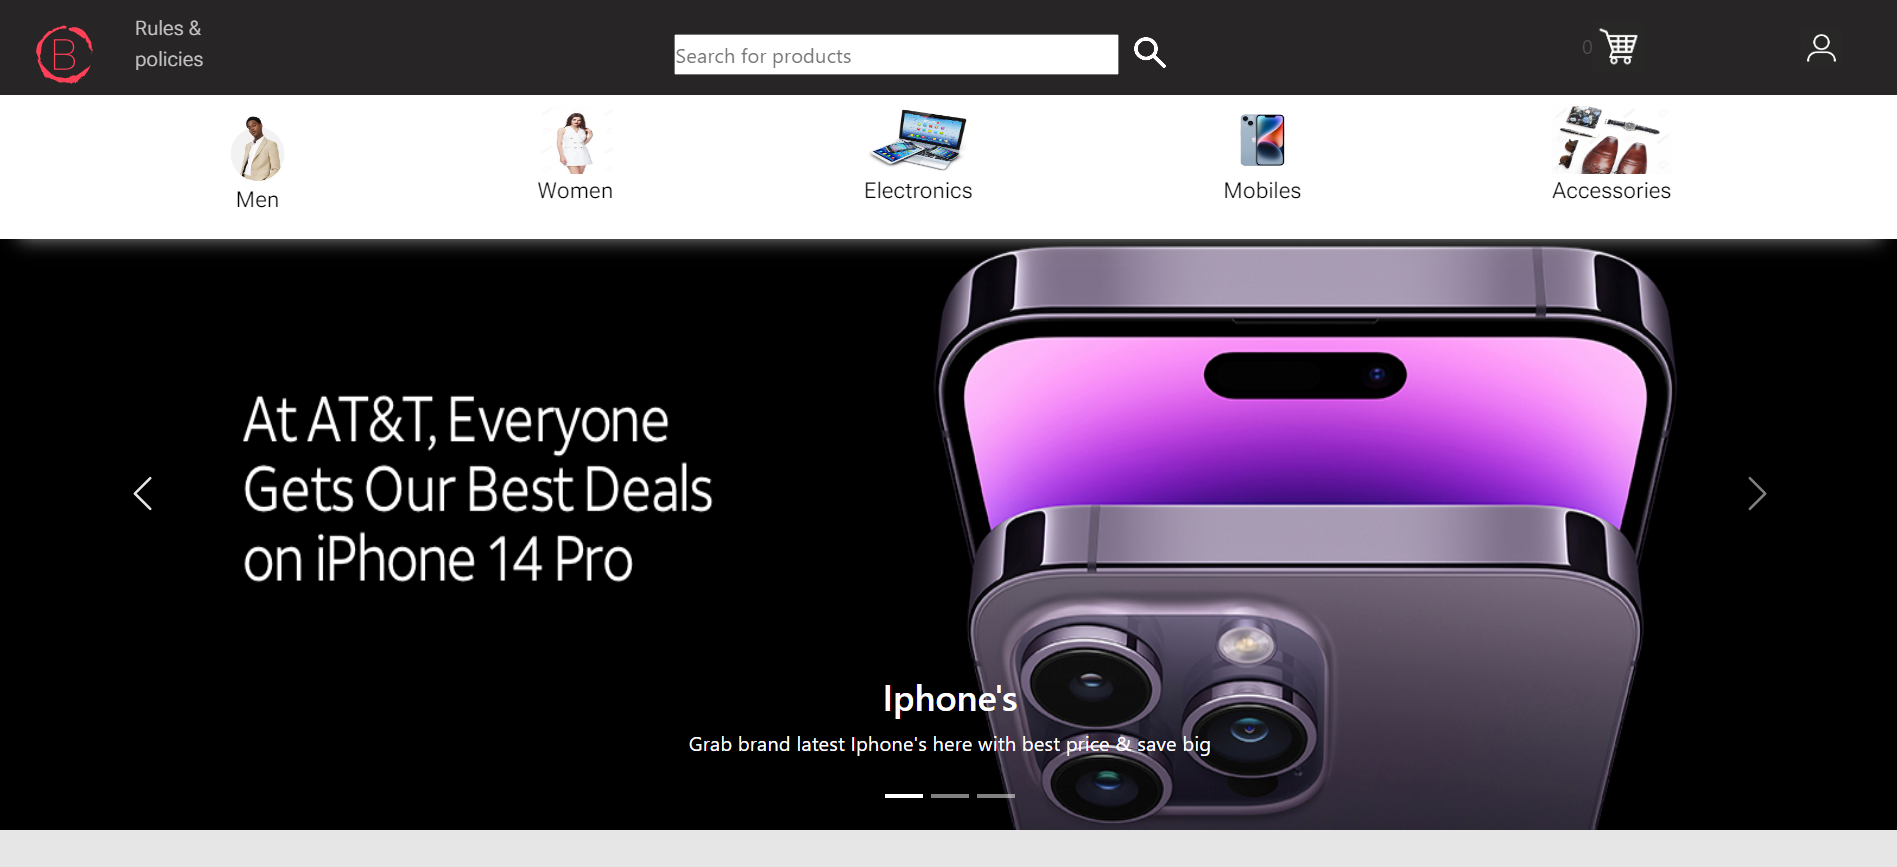 B
Rules &
policies
Search for products
0
Men
Women
Electronics
Mobiles
Accessories
At AT&T, Everyone
Gets Our Best Deals
on iPhone 14 Pro
Iphone's
Grab brand latest Iphone's here with best price & save big